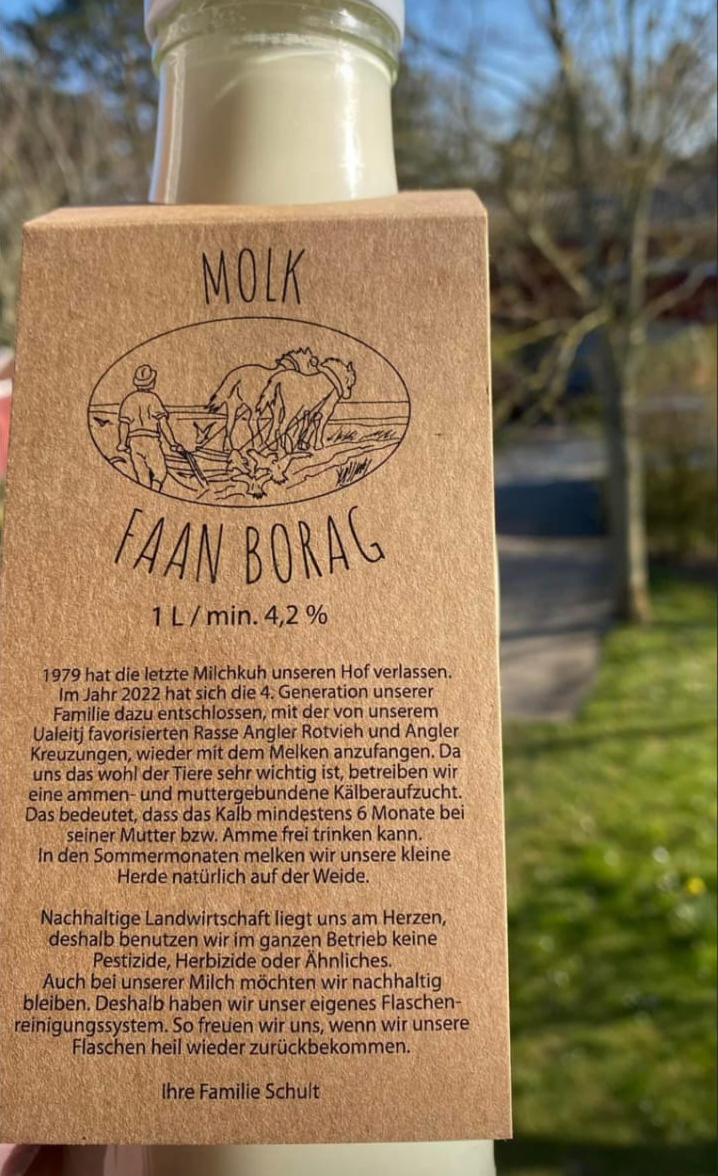 MOLK
FAAN BORAG
1 L / min. 4,2 %
1979 hat die letzte Milchkuh unseren Hof verlassen.
Im Jahr 2022 hat sich die 4. Generation unserer
Familie dazu entschlossen, mit der von unserem
Ualeitj favorisierten Rasse Angler Rotvieh und Angler
Kreuzungen, wieder mit dem Melken anzufangen. Da
uns das wohl der Tiere sehr wichtig ist, betreiben wir
eine ammen- und muttergebundene Kälberaufzucht.
Das bedeutet, dass das Kalb mindestens 6 Monate bei
seiner Mutter bzw. Amme frei trinken kann.
In den Sommermonaten melken wir unsere kleine
Herde natürlich auf der Weide.
Nachhaltige Landwirtschaft liegt uns am Herzen,
deshalb benutzen wir im ganzen Betrieb keine
Pestizide, Herbizide oder Ähnliches.
Auch bei unserer Milch möchten wir nachhaltig
bleiben. Deshalb haben wir unser eigenes Flaschen-
reinigungssystem. So freuen wir uns, wenn wir unsere
Flaschen heil wieder zurückbekommen.
Ihre Familie Schult